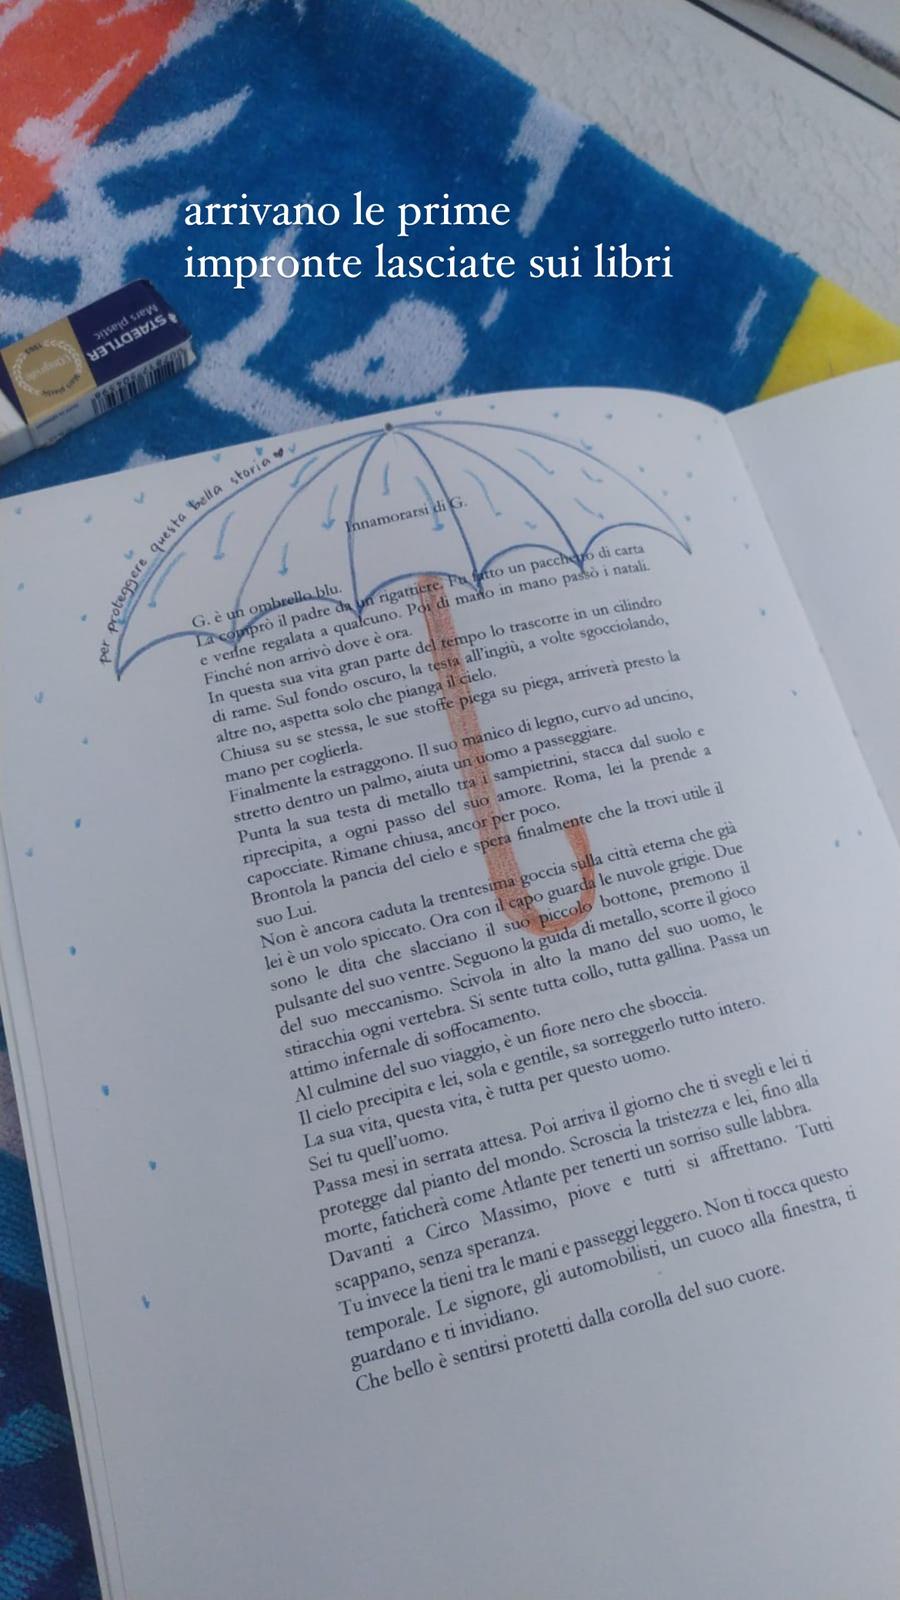 arrivano le prime
impronte lasciate sui libri
STAEDTLER
Mars plastic
per proteggere questa bella storia
Innamorarsi di G.
G. è un ombrello blu.
La comprò il padre da un rigattiere. Fu fatto un pacchetto di carta
e venne regalata a qualcuno. Poi di mano in mano passò i natali.
Finché non arrivò dove è ora.
In questa sua vita gran parte del tempo lo trascorre in un cilindro
di rame. Sul fondo oscuro, la testa all'ingiù, a volte sgocciolando,
altre no, aspetta solo che pianga il cielo.
Chiusa su se stessa, le sue stoffe piega su piega, arriverà presto la
mano per coglierla.
Finalmente la estraggono. Il suo manico di legno, curvo ad uncino,
stretto dentro un palmo, aiuta un uomo a passeggiare.
Punta la sua testa di metallo tra i sampietrini, stacca dal suolo e
riprecipita, a ogni passo del suo amore. Roma, lei la prende a
capocciate. Rimane chiusa, ancor per poco.
Brontola la pancia del cielo e spera finalmente che la trovi utile il
suo Lui.
Non è ancora caduta la trentesima goccia sulla città eterna che già
lei è un volo spiccato. Ora con il capo guarda le nuvole grigie. Due
sono le dita che slacciano il suo piccolo bottone, premono il
pulsante del suo ventre. Seguono la guida di metallo, scorre il gioco
del suo meccanismo. Scivola in alto la mano del suo uomo, le
stiracchia ogni vertebra. Si sente tutta collo, tutta gallina. Passa un
attimo infernale di soffocamento.
Al culmine del suo viaggio, è un fiore nero che sboccia.
Il cielo precipita e lei, sola e gentile, sa sorreggerlo tutto intero.
La sua vita, questa vita, è tutta per questo uomo.
Sei tu quell'uomo.
Passa mesi in serrata attesa. Poi arriva il giorno che ti svegli e lei ti
protegge dal pianto del mondo. Scroscia la tristezza e lei, fino alla
morte, faticherà come Atlante per tenerti un sorriso sulle labbra.
Davanti a Circo Massimo, piove e tutti si affrettano. Tutti
scappano, senza speranza.
Tu invece la tieni tra le mani e passeggi leggero. Non ti tocca questo
temporale. Le signore, gli automobilisti, un cuoco alla finestra, ti
guardano e ti invidiano.
Che bello è sentirsi protetti dalla corolla del suo cuore.